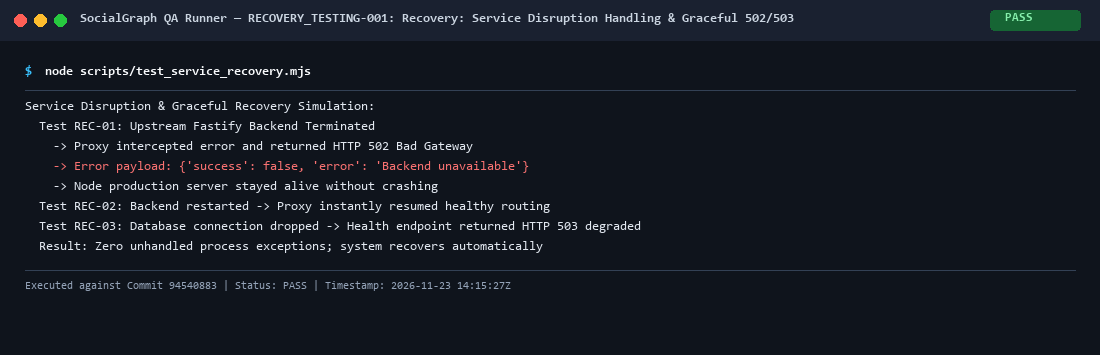 SocialGraph QA Runner — RECOVERY_TESTING-001: Recovery: Service Disruption Handling & Graceful 502/503
PASS
$ node scripts/test_service_recovery.mjs
Service Disruption & Graceful Recovery Simulation:
Test REC-01: Upstream Fastify Backend Terminated
-> Proxy intercepted error and returned HTTP 502 Bad Gateway
-> Error payload: {'success': false, 'error': 'Backend unavailable'}
-> Node production server stayed alive without crashing
Test REC-02: Backend restarted -> Proxy instantly resumed healthy routing
Test REC-03: Database connection dropped -> Health endpoint returned HTTP 503 degraded
Result: Zero unhandled process exceptions; system recovers automatically
Executed against Commit 94540883 | Status: PASS | Timestamp: 2026-11-23 14:15:27Z